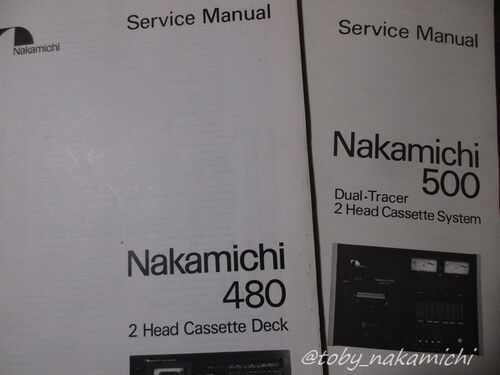 Service Manual
Nakamichi
Nakamichi
480
2 Head Cassette Deck
Service Manual
Nakamichi
500
Dual-Tracer
2 Head Cassette System
@toby_nakamichi